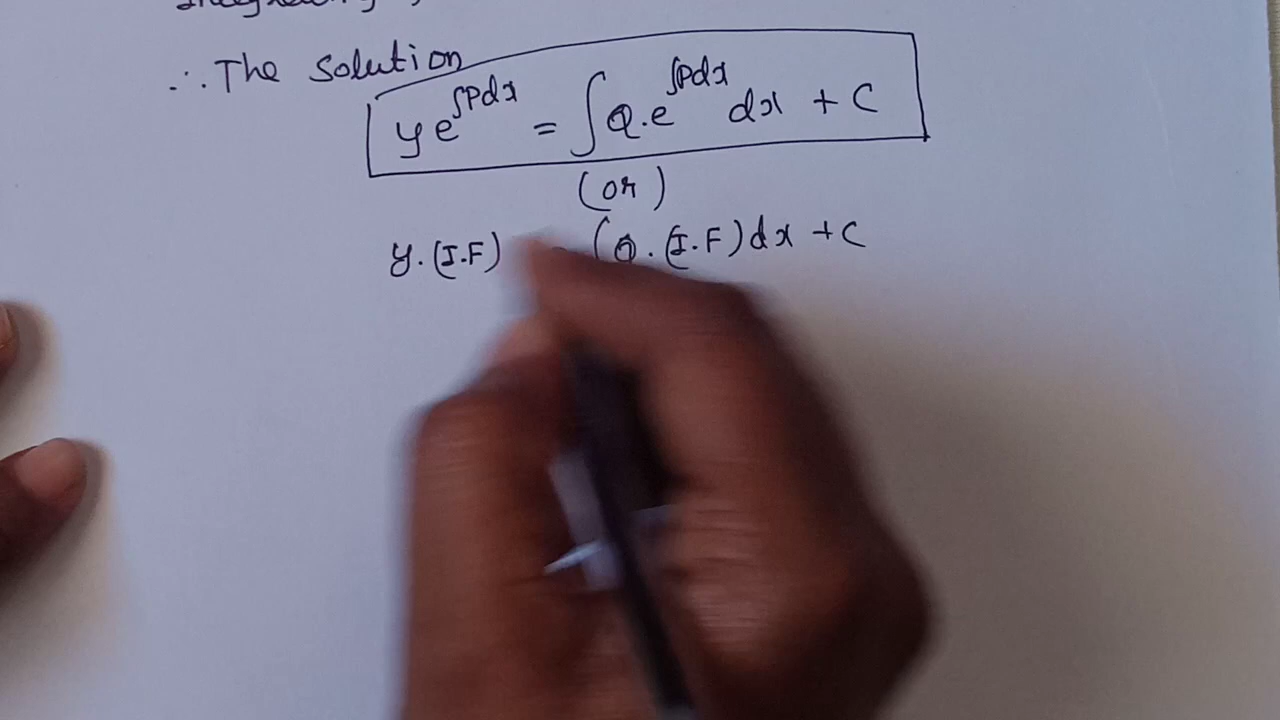 ∴ The Solution
y e^∫Pdx = ∫Q.e^∫Pdx dx + C
(or)
y.(I.F) = ∫Q.(I.F)dx + C